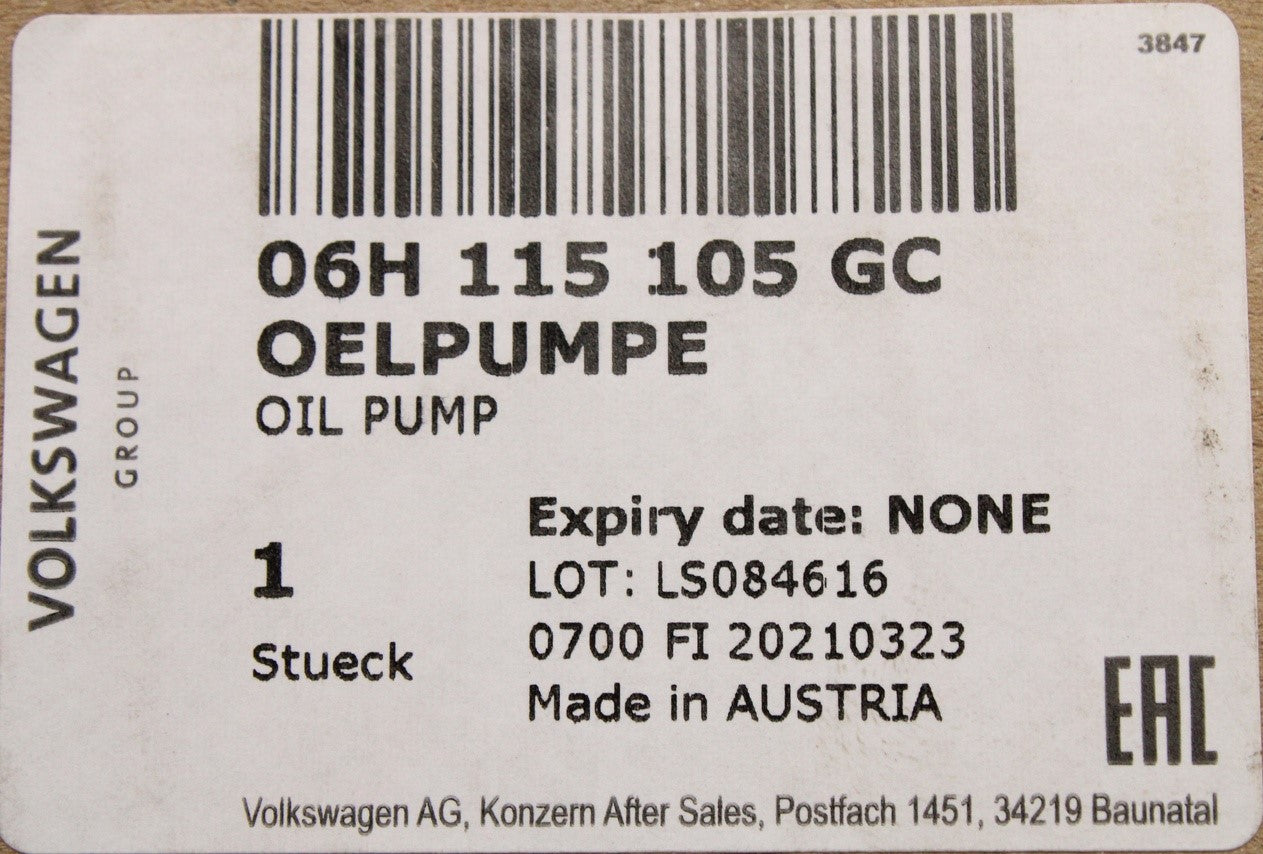 3847
VOLKSWAGEN
GROUP
06H 115 105 GC
OELPUMPE
OIL PUMP
1
Stueck
Expiry date: NONE
LOT: LS084616
0700 FI 20210323
Made in AUSTRIA
EAC
Volkswagen AG, Konzern After Sales, Postfach 1451, 34219 Baunatal